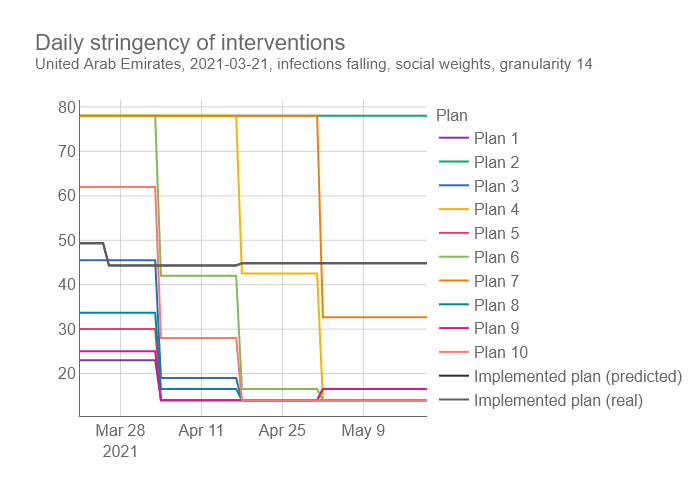 Daily stringency of interventions
United Arab Emirates, 2021-03-21, infections falling, social weights, granularity 14
80
70
60
50
40
30
20
Mar 28
2021
Apr 11
Apr 25
May 9
Plan
Plan 1
Plan 2
Plan 3
Plan 4
Plan 5
Plan 6
Plan 7
Plan 8
Plan 9
Plan 10
Implemented plan (predicted)
Implemented plan (real)